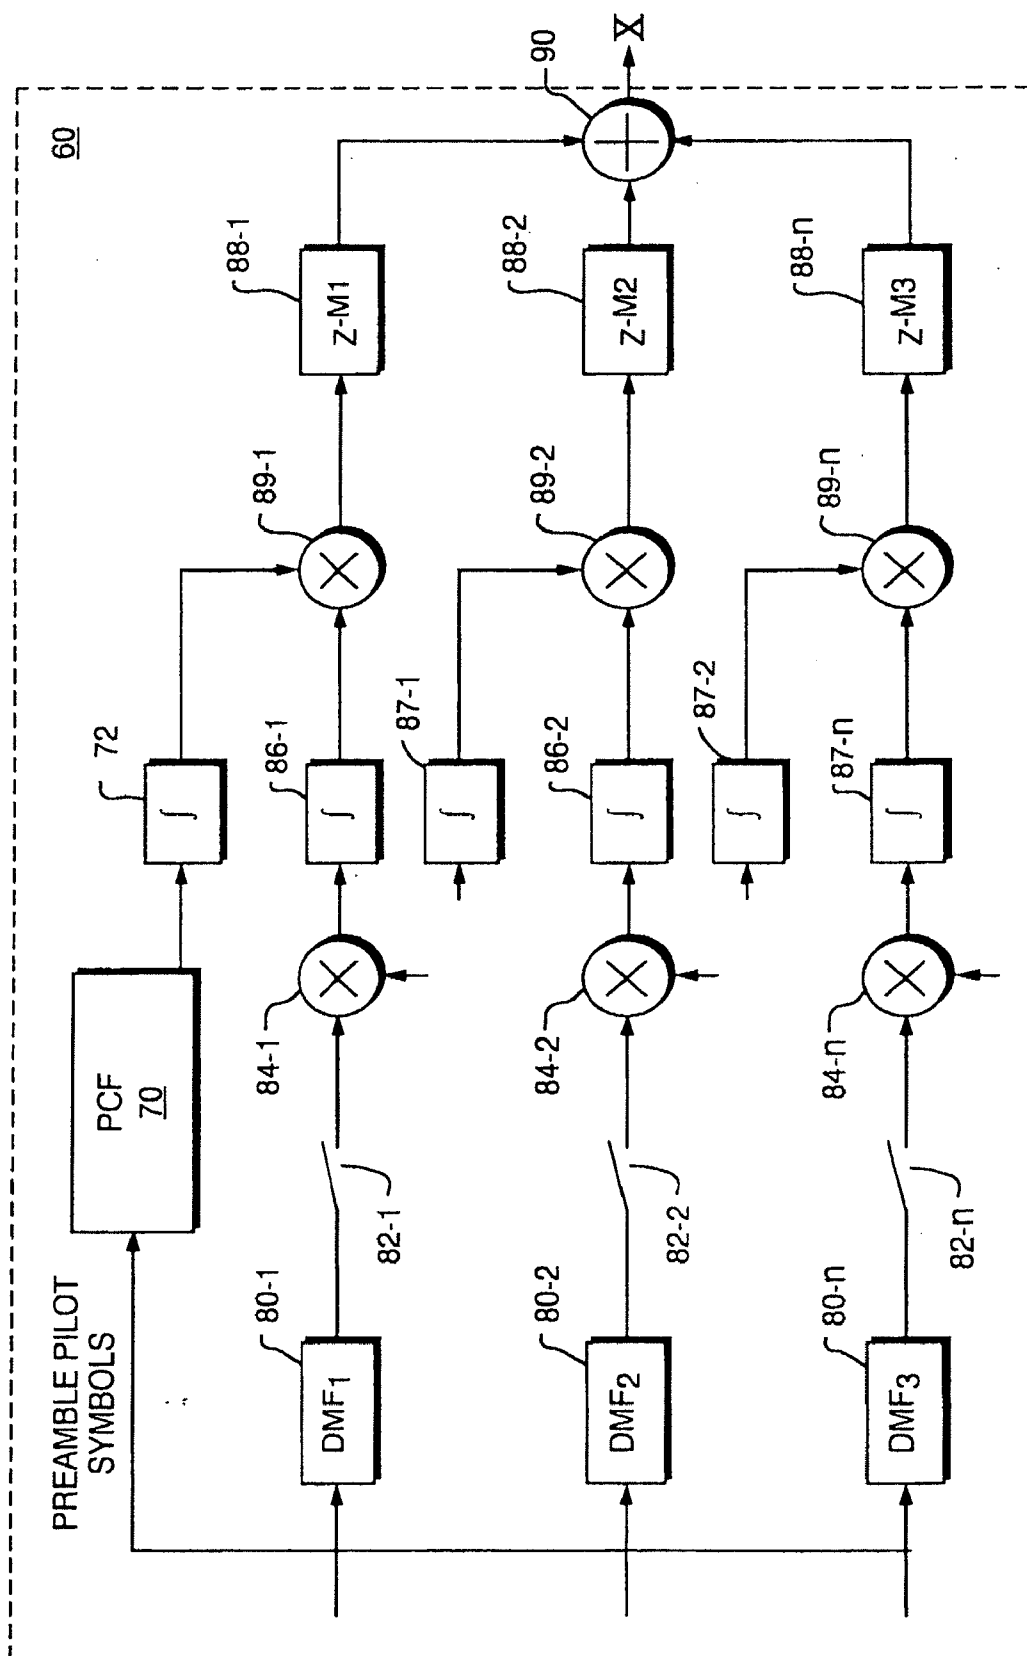 60
PREAMBLE PILOT
SYMBOLS
PCF
70
72
∫
80-1
DMF1
82-1
84-1
86-1
∫
89-1
88-1
Z-M1
87-1
∫
90
X
80-2
DMF2
82-2
84-2
86-2
∫
89-2
88-2
Z-M2
87-2
∫
80-n
DMF3
82-n
84-n
87-n
∫
89-n
88-n
Z-M3